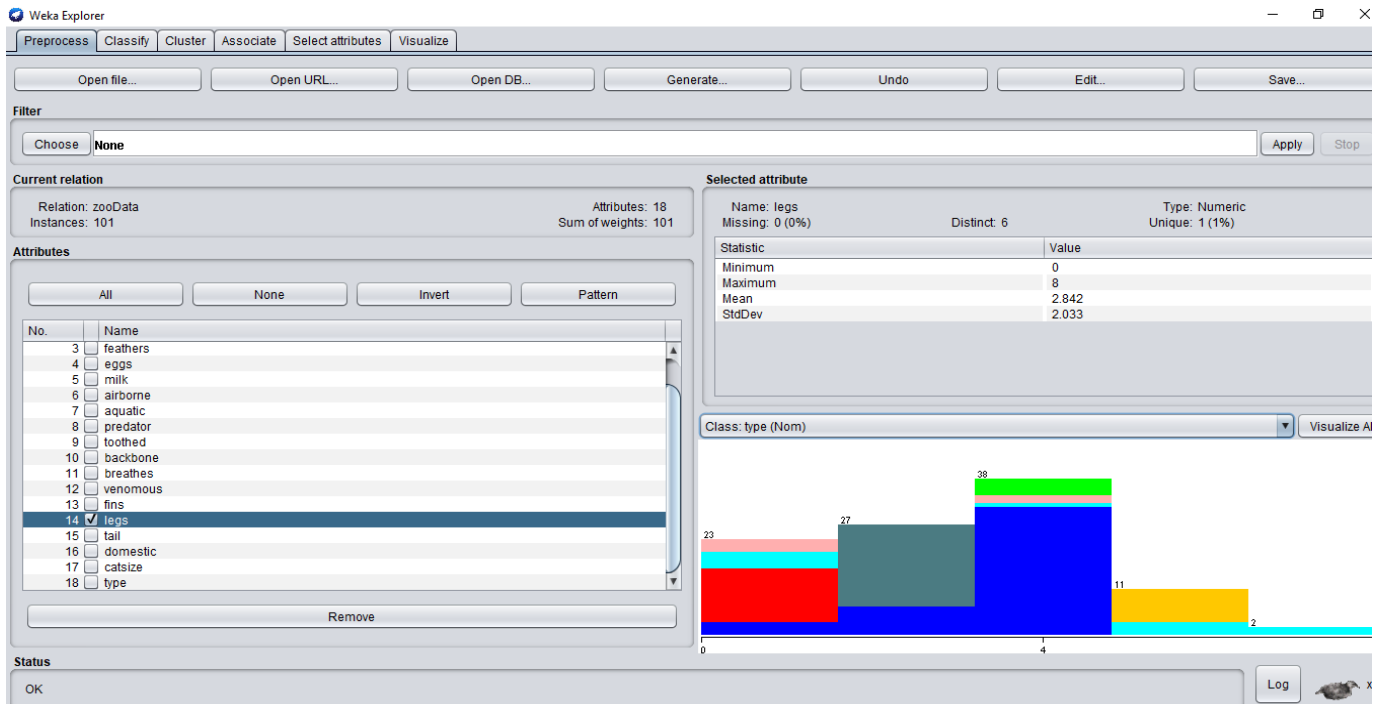 Weka Explorer
Preprocess Classify Cluster Associate Select attributes Visualize
Open file... Open URL... Open DB... Generate... Undo Edit... Save...
Filter
Choose None Apply Stop
Current relation
Relation: zooData Attributes: 18
Instances: 101 Sum of weights: 101
Attributes
All None Invert Pattern
No. Name
3 feathers
4 eggs
5 milk
6 airborne
7 aquatic
8 predator
9 toothed
10 backbone
11 breathes
12 venomous
13 fins
14 legs
15 tail
16 domestic
17 catsize
18 type
Remove
Selected attribute
Name: legs Type: Numeric
Missing: 0 (0%) Distinct: 6 Unique: 1 (1%)
Statistic Value
Minimum 0
Maximum 8
Mean 2.842
StdDev 2.033
Class: type (Nom) Visualize Al
23 27 38 11 2
0 4
Status
OK
Log x